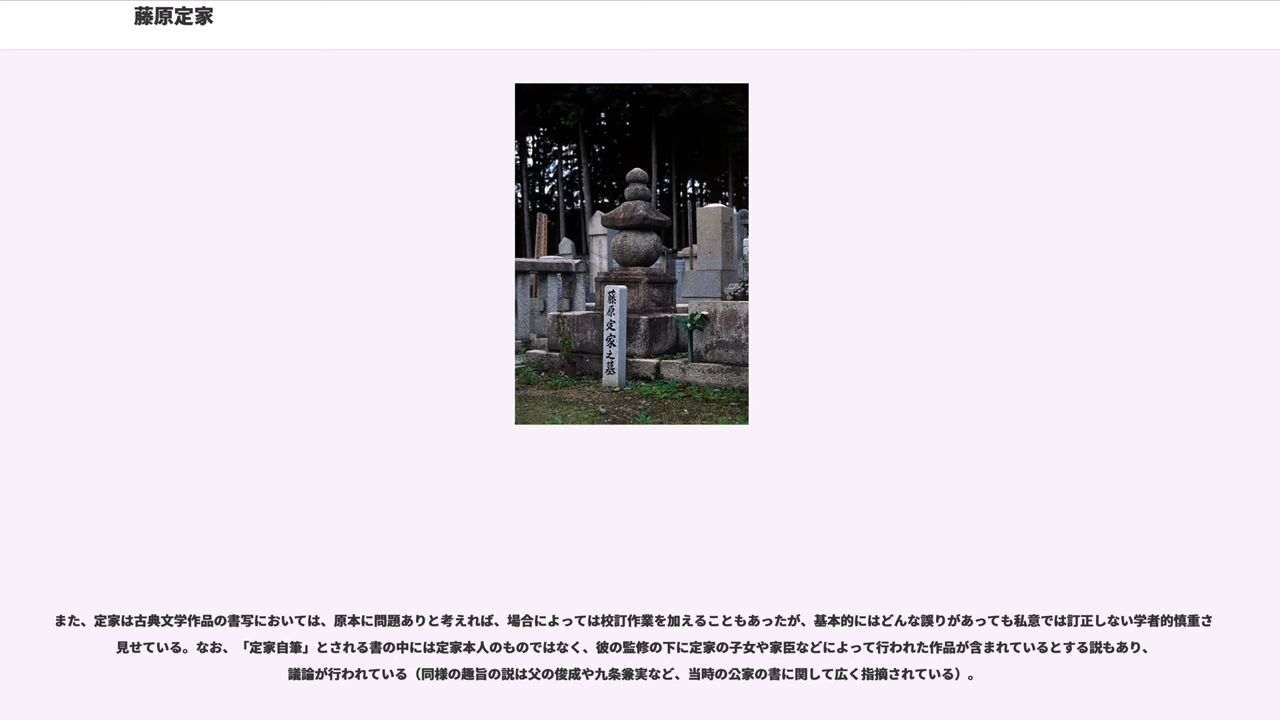 藤原定家
藤原定家之墓
また、定家は古典文学作品の書写においては、原本に問題ありと考えれば、場合によっては校訂作業を加えることもあったが、基本的にはどんな誤りがあっても私意では訂正しない学者的慎重さ
見せている。なお、「定家自筆」とされる書の中には定家本人のものではなく、彼の監修の下に定家の子女や家臣などによって行われた作品が含まれているとする説もあり、
議論が行われている（同様の趣旨の説は父の俊成や九条兼実など、当時の公家の書に関して広く指摘されている）。